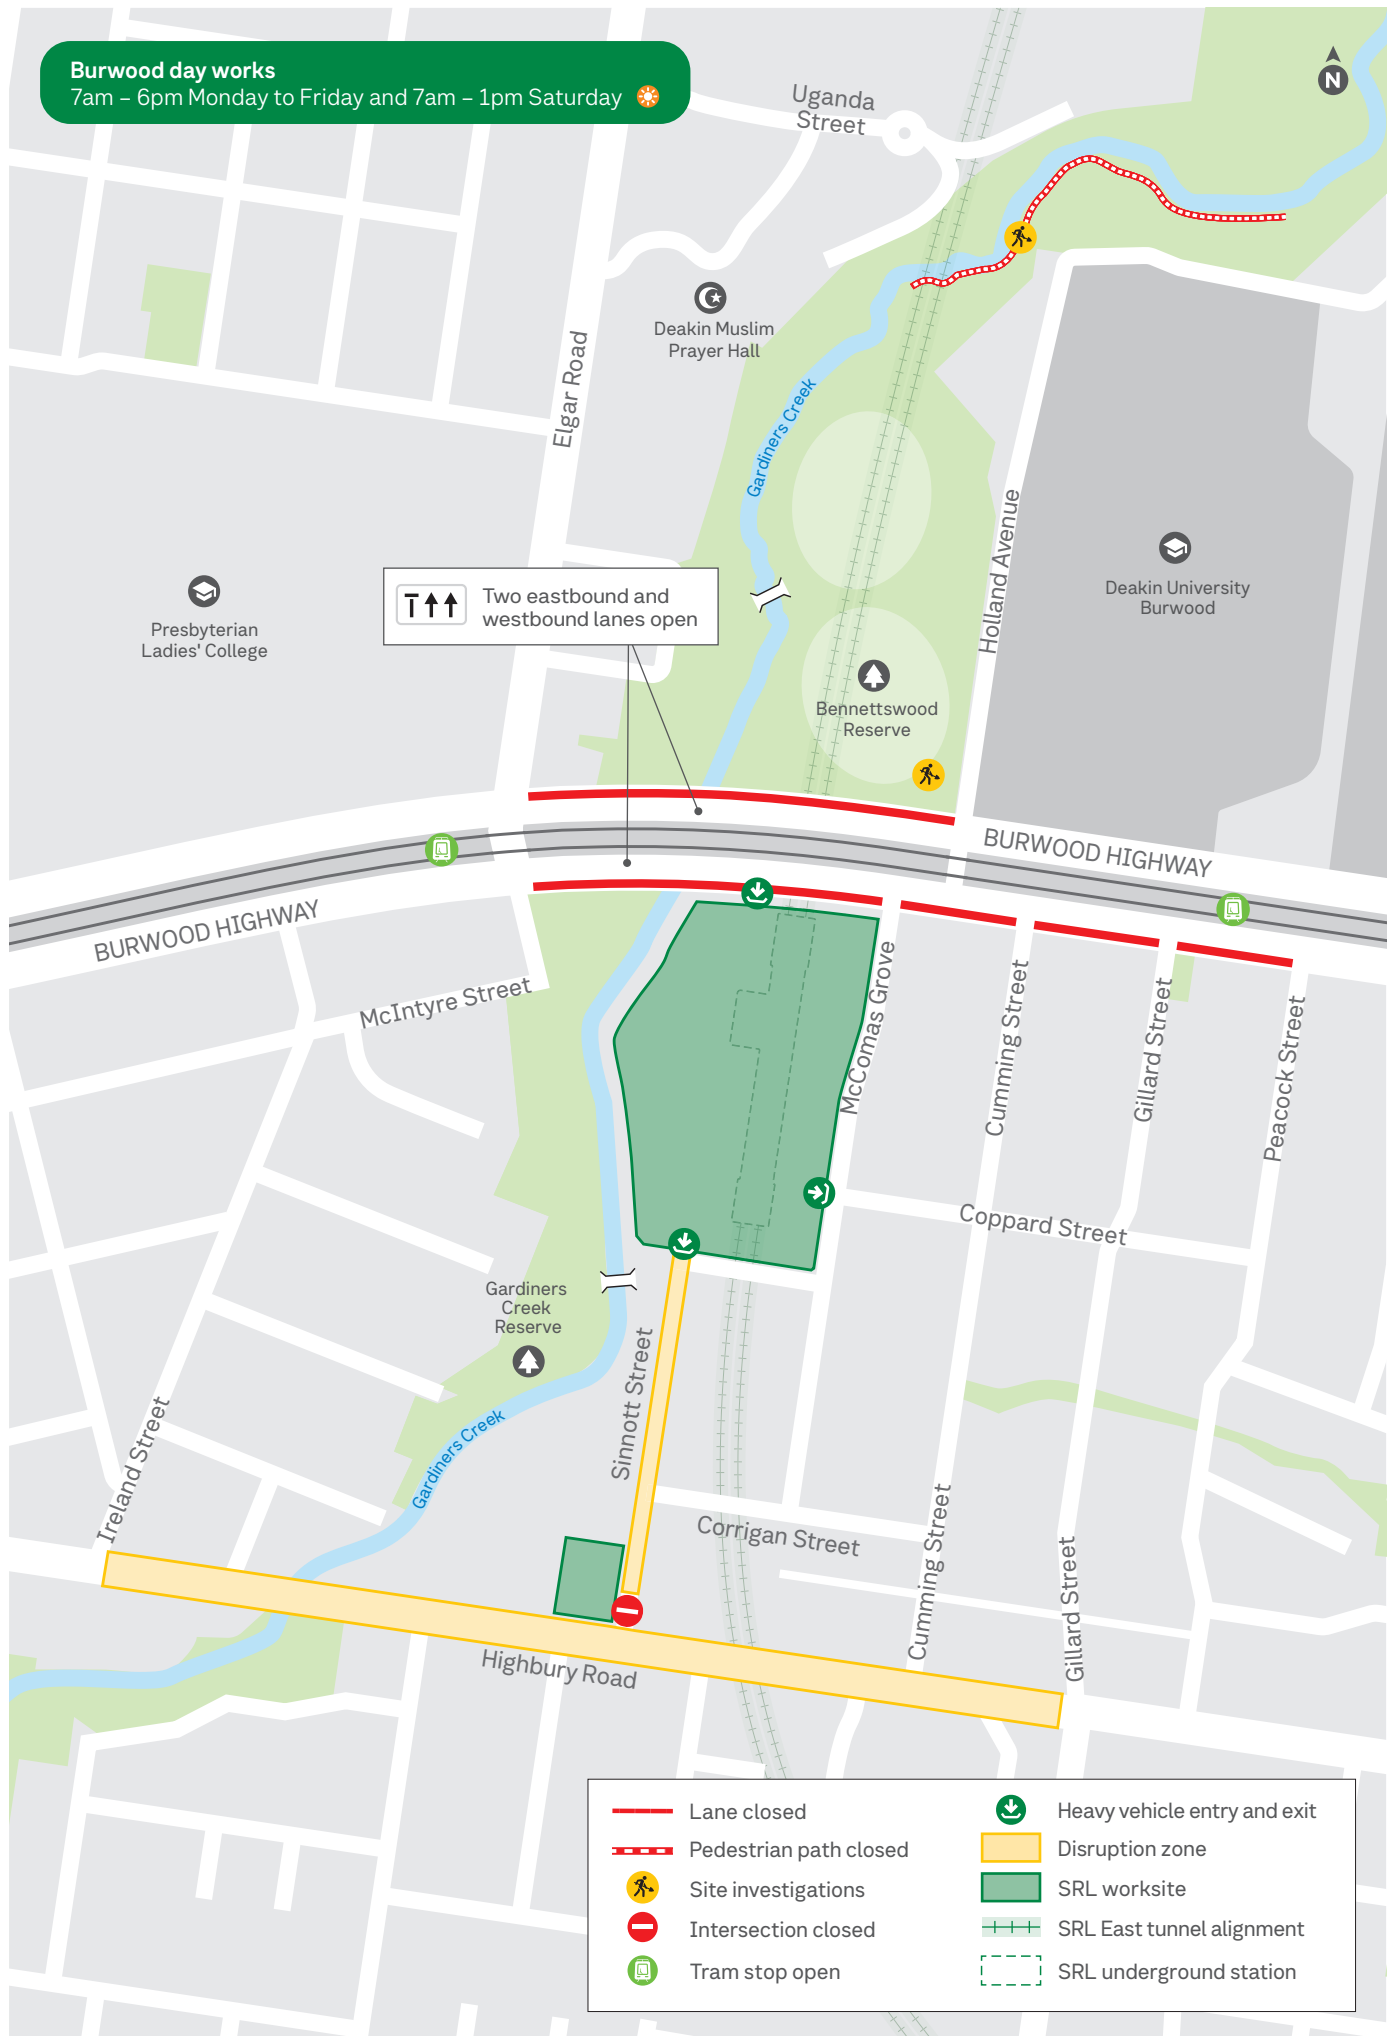 Burwood day works
7am – 6pm Monday to Friday and 7am – 1pm Saturday
N
Uganda
Street
Deakin Muslim
Prayer Hall
Elgar Road
Gardiners Creek
Holland Avenue
Deakin University
Burwood
Presbyterian
Ladies' College
Two eastbound and
westbound lanes open
Bennettswood
Reserve
BURWOOD HIGHWAY
BURWOOD HIGHWAY
McIntyre Street
McComas Grove
Cumming Street
Gillard Street
Peacock Street
Coppard Street
Gardiners
Creek
Reserve
Sinnott Street
Ireland Street
Gardiners Creek
Corrigan Street
Cumming Street
Gillard Street
Highbury Road
Lane closed
Pedestrian path closed
Site investigations
Intersection closed
Tram stop open
Heavy vehicle entry and exit
Disruption zone
SRL worksite
SRL East tunnel alignment
SRL underground station